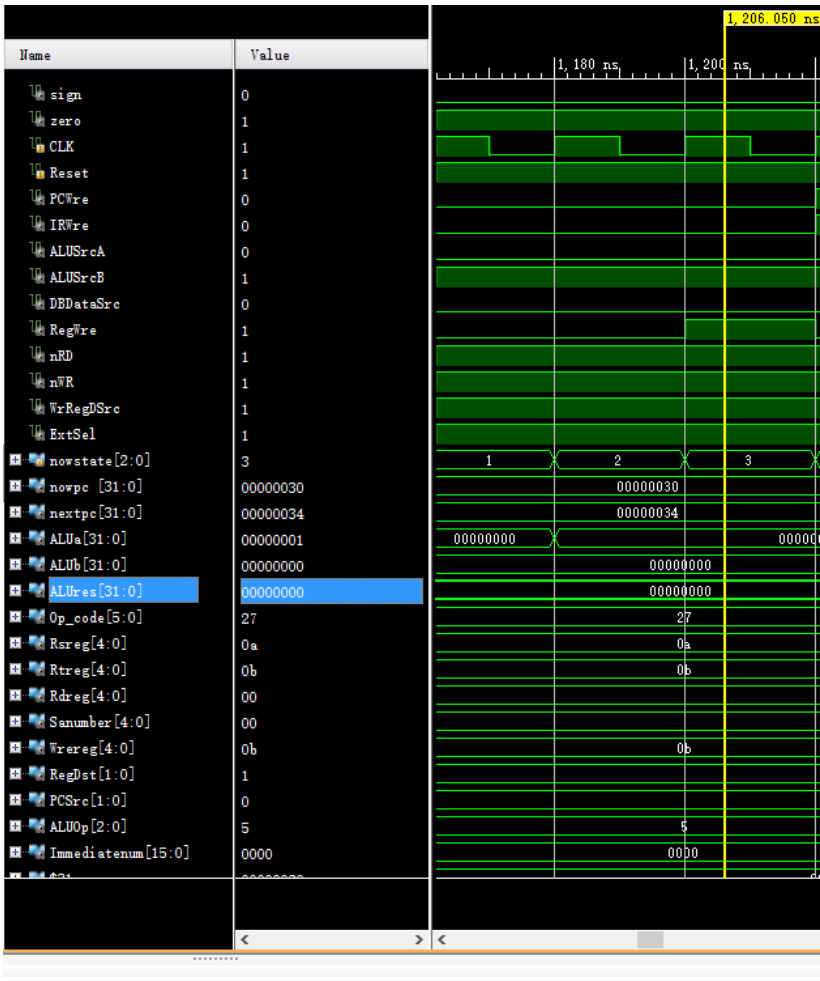 1,206.050 ns
Name Value 1,180 ns 1,200 ns
sign 0
zero 1
CLK 1
Reset 1
PCWre 0
IRWre 0
ALUSrcA 0
ALUSrcB 1
DBDataSrc 0
RegWre 1
nRD 1
nWR 1
WrRegDSrc 1
ExtSel 1
nowstate[2:0] 3 1 2 3
nowpc [31:0] 00000030 00000030
nextpc[31:0] 00000034 00000034
ALUa[31:0] 00000001 00000000 00000
ALUb[31:0] 00000000 00000000
ALUres[31:0] 00000000 00000000
Op_code[5:0] 27 27
Rsreg[4:0] 0a 0a
Rtreg[4:0] 0b 0b
Rdreg[4:0] 00
Sanumber[4:0] 00
Wrereg[4:0] 0b 0b
RegDst[1:0] 1
PCSrc[1:0] 0
ALUOp[2:0] 5 5
Immediatenum[15:0] 0000 0000